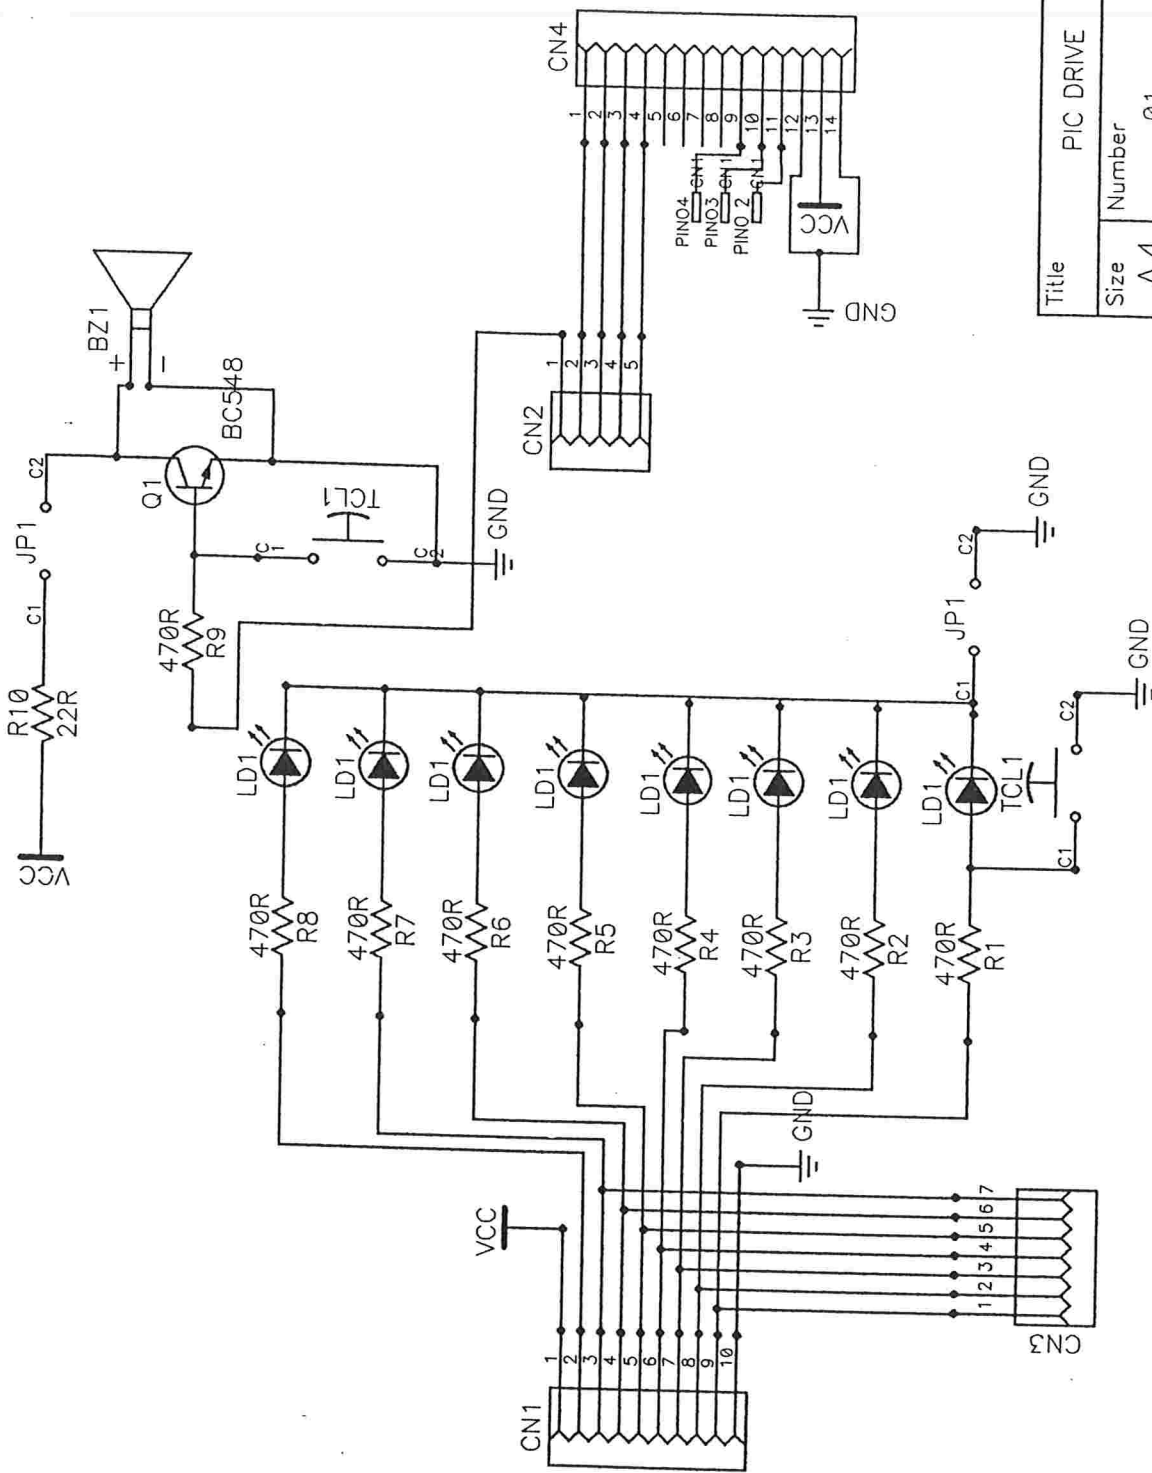 CN4
1
2
3
4
5
6
7
8
9
10
11
12
13
14
PINO4 CN1
PINO3 CN1
PINO 2 CN1
VCC
GND
Title
PIC DRIVE
Size
Number
BZ1
+
-
BC548
Q1
C2
JP1
C1
R10
22R
VCC
TCL1
C1
C2
GND
470R
R9
CN2
1
2
3
4
5
LD1
LD1
LD1
LD1
LD1
LD1
LD1
LD1
470R
R8
470R
R7
470R
R6
470R
R5
470R
R4
470R
R3
470R
R2
470R
R1
C1
JP1
C2
GND
TCL1
C1
C2
GND
VCC
GND
CN1
1
2
3
4
5
6
7
8
9
10
CN3
1
2
3
4
5
6
7